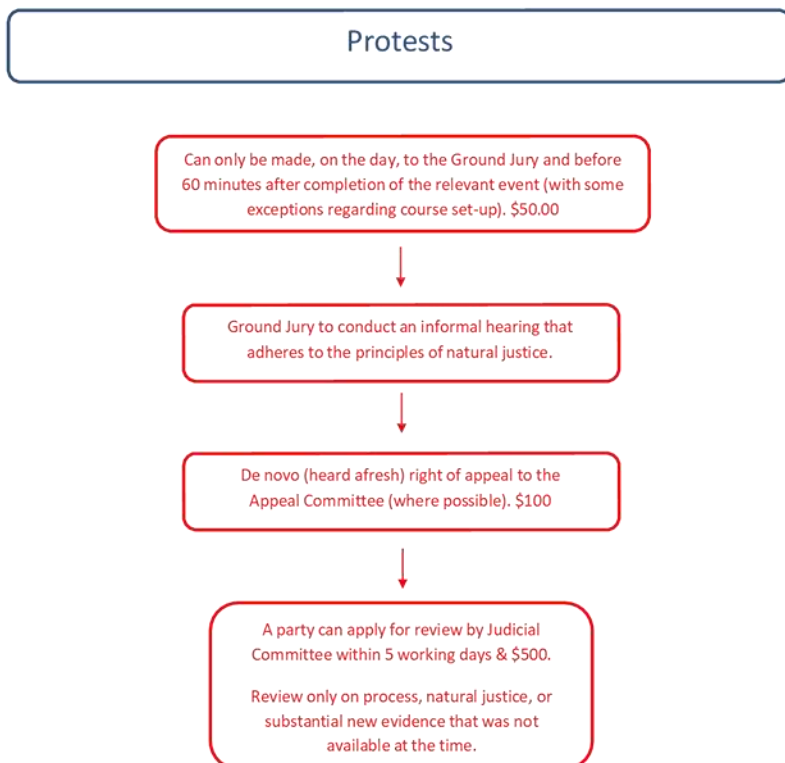 Protests
Can only be made, on the day, to the Ground Jury and before
60 minutes after completion of the relevant event (with some
exceptions regarding course set-up). $50.00
Ground Jury to conduct an informal hearing that
adheres to the principles of natural justice.
De novo (heard afresh) right of appeal to the
Appeal Committee (where possible). $100
A party can apply for review by Judicial
Committee within 5 working days & $500.
Review only on process, natural justice, or
substantial new evidence that was not
available at the time.